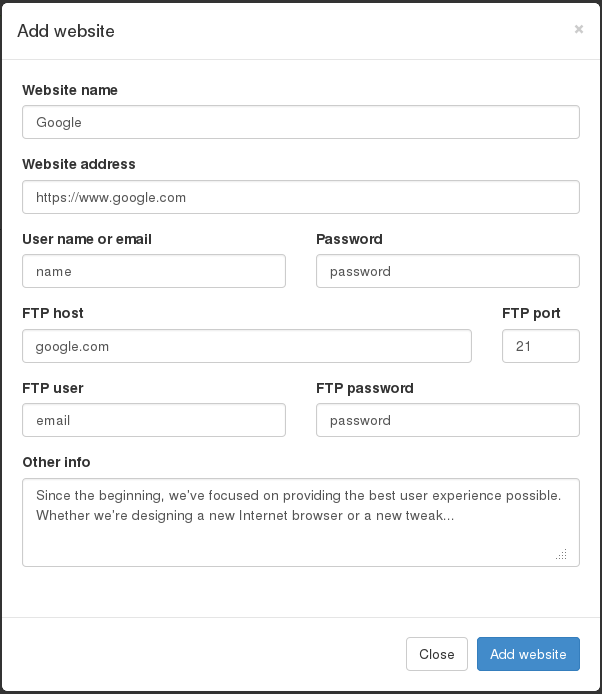 Add website ×
Website name
Google
Website address
https://www.google.com
User name or email Password
name password
FTP host FTP port
google.com 21
FTP user FTP password
email password
Other info
Since the beginning, we've focused on providing the best user experience possible.
Whether we're designing a new Internet browser or a new tweak...
Close Add website